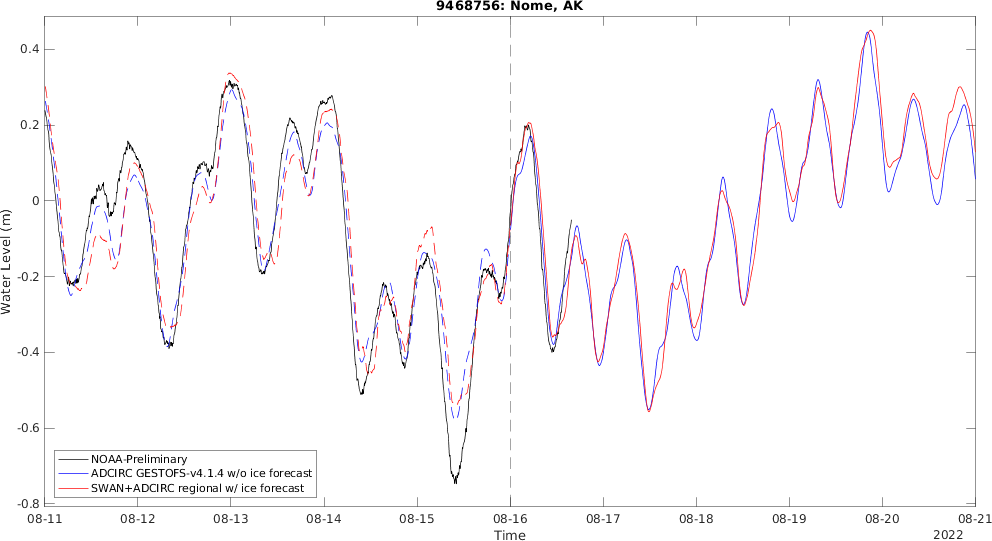 9468756: Nome, AK
Water Level (m)
0.4
0.2
0
-0.2
-0.4
-0.6
-0.8
NOAA-Preliminary
ADCIRC GESTOFS-v4.1.4 w/o ice forecast
SWAN+ADCIRC regional w/ ice forecast
08-11 08-12 08-13 08-14 08-15 08-16 08-17 08-18 08-19 08-20 08-21
Time
2022